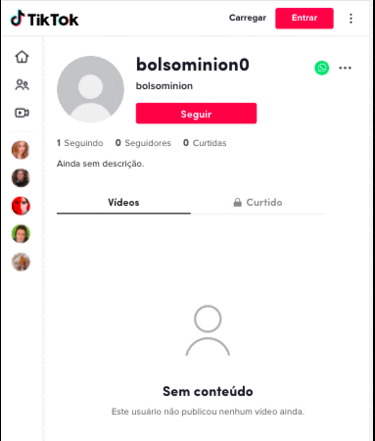 TikTok
Carregar Entrar
bolsominion0
bolsominion
Seguir
1 Seguindo 0 Seguidores 0 Curtidas
Ainda sem descrição.
Vídeos Curtido
Sem conteúdo
Este usuário não publicou nenhum vídeo ainda.